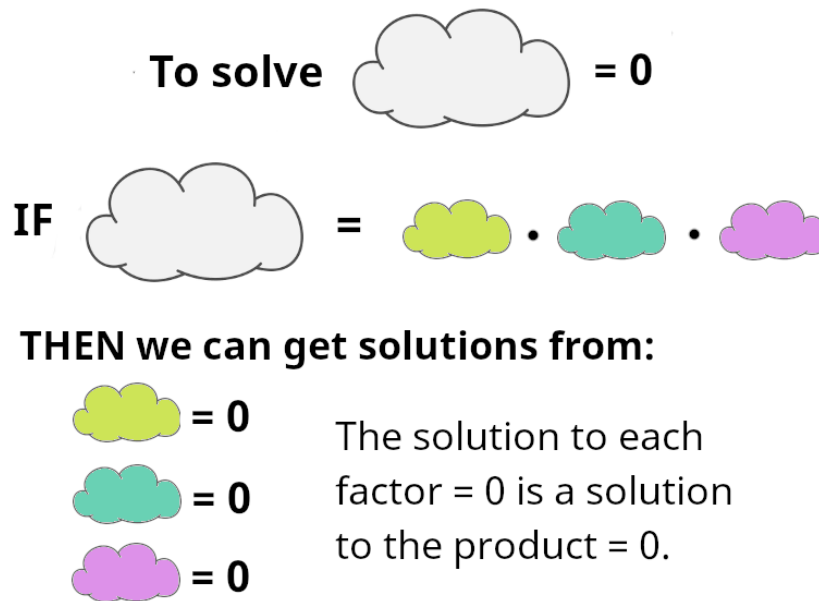 To solve = 0
IF = · ·
THEN we can get solutions from:
= 0
= 0
= 0
The solution to each
factor = 0 is a solution
to the product = 0.